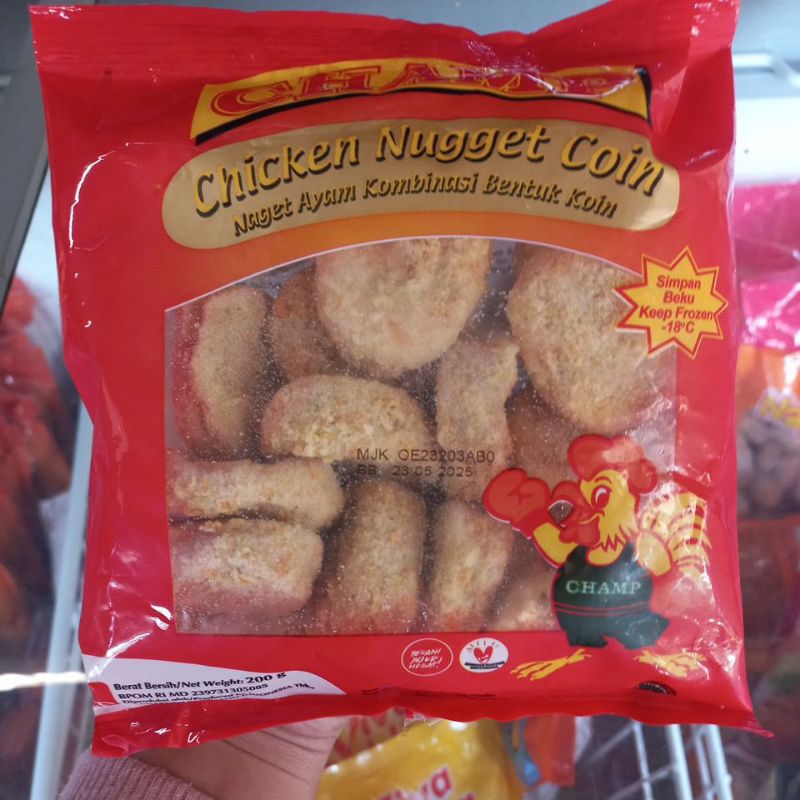 CHAMP
Chicken Nugget Coin
Naget Ayam Kombinasi Bentuk Koin
Simpan
Beku
Keep Frozen
-18°C
MJK OE23203AB0
BB 23 05 2025
CHAMP
Berat Bersih/Net Weight: 200 g
BPOM RI MD 239731305085